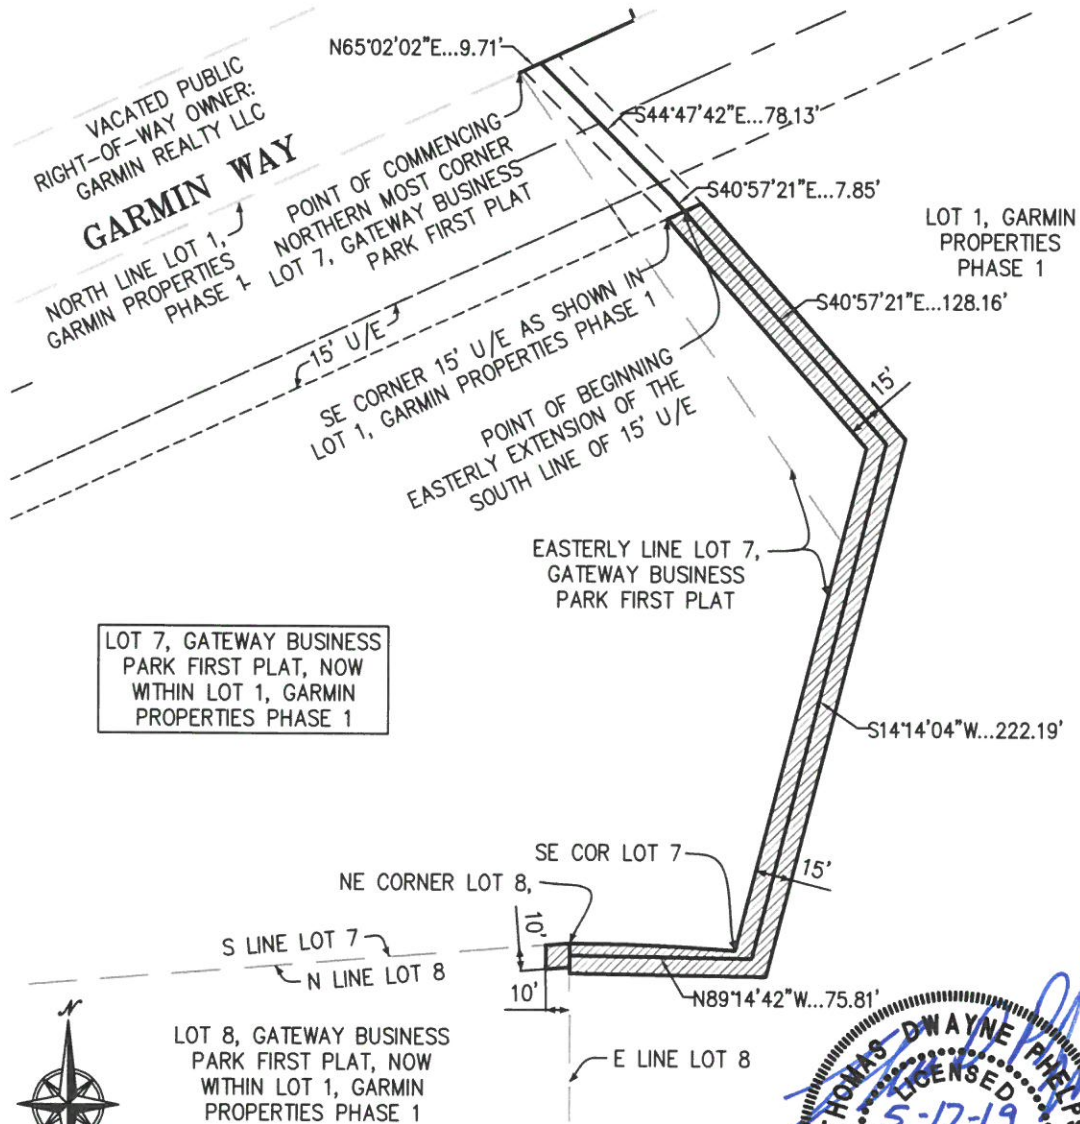 N65°02'02"E...9.71'
VACATED PUBLIC
RIGHT-OF-WAY OWNER:
GARMIN REALTY LLC
GARMIN WAY
S44°47'42"E...78.13'
POINT OF COMMENCING
NORTHERN MOST CORNER
LOT 7, GATEWAY BUSINESS
PARK FIRST PLAT
S40°57'21"E...7.85'
NORTH LINE LOT 1,
GARMIN PROPERTIES
PHASE 1
LOT 1, GARMIN
PROPERTIES
PHASE 1
15' U/E
SE CORNER 15' U/E AS SHOWN IN
LOT 1, GARMIN PROPERTIES PHASE 1
S40°57'21"E...128.16'
15'
POINT OF BEGINNING
EASTERLY EXTENSION OF THE
SOUTH LINE OF 15' U/E
EASTERLY LINE LOT 7,
GATEWAY BUSINESS
PARK FIRST PLAT
LOT 7, GATEWAY BUSINESS
PARK FIRST PLAT, NOW
WITHIN LOT 1, GARMIN
PROPERTIES PHASE 1
S14°14'04"W...222.19'
SE COR LOT 7
15'
NE CORNER LOT 8,
10'
S LINE LOT 7
N LINE LOT 8
10'
N89°14'42"W...75.81'
N
LOT 8, GATEWAY BUSINESS
PARK FIRST PLAT, NOW
WITHIN LOT 1, GARMIN
PROPERTIES PHASE 1
E LINE LOT 8
THOMAS DWAYNE PHELP
LICENSED
5-17-19